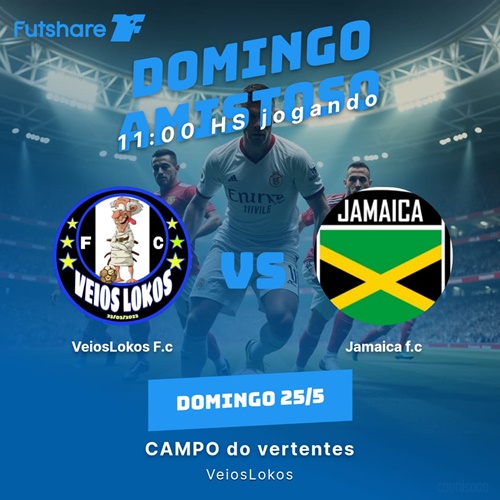 Futshare
DOMINGO
AMISTOSO
11:00 HS jogando
JAMAICA
F C
VEIOS LOKOS
VS
VeiosLokos F.c
Jamaica f.c
DOMINGO 25/5
CAMPO do vertentes
VeiosLokos